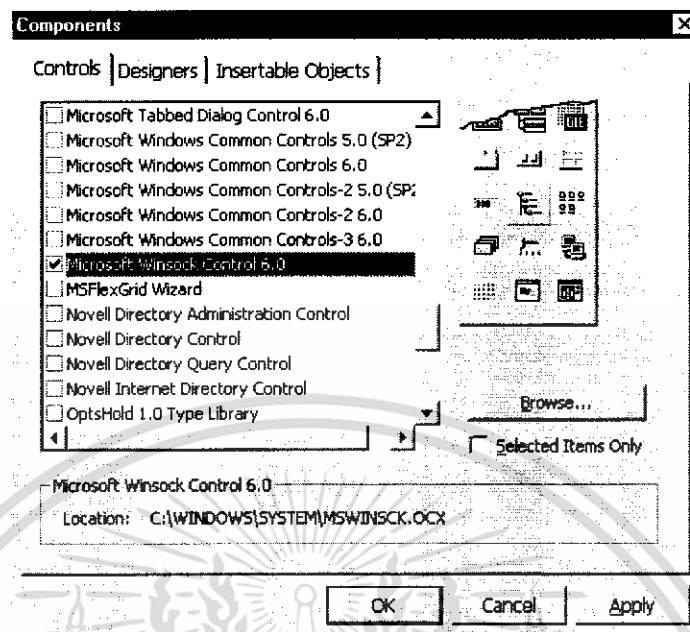 Components
Controls
Designers
Insertable Objects
Microsoft Tabbed Dialog Control 6.0
Microsoft Windows Common Controls 5.0 (SP2)
Microsoft Windows Common Controls 6.0
Microsoft Windows Common Controls-2 5.0 (SP2
Microsoft Windows Common Controls-2 6.0
Microsoft Windows Common Controls-3 6.0
Microsoft Winsock Control 6.0
MSFlexGrid Wizard
Novell Directory Administration Control
Novell Directory Control
Novell Directory Query Control
Novell Internet Directory Control
OptsHold 1.0 Type Library
Browse...
Selected Items Only
Microsoft Winsock Control 6.0
Location: C:\WINDOWS\SYSTEM\MSWINSCK.OCX
OK
Cancel
Apply